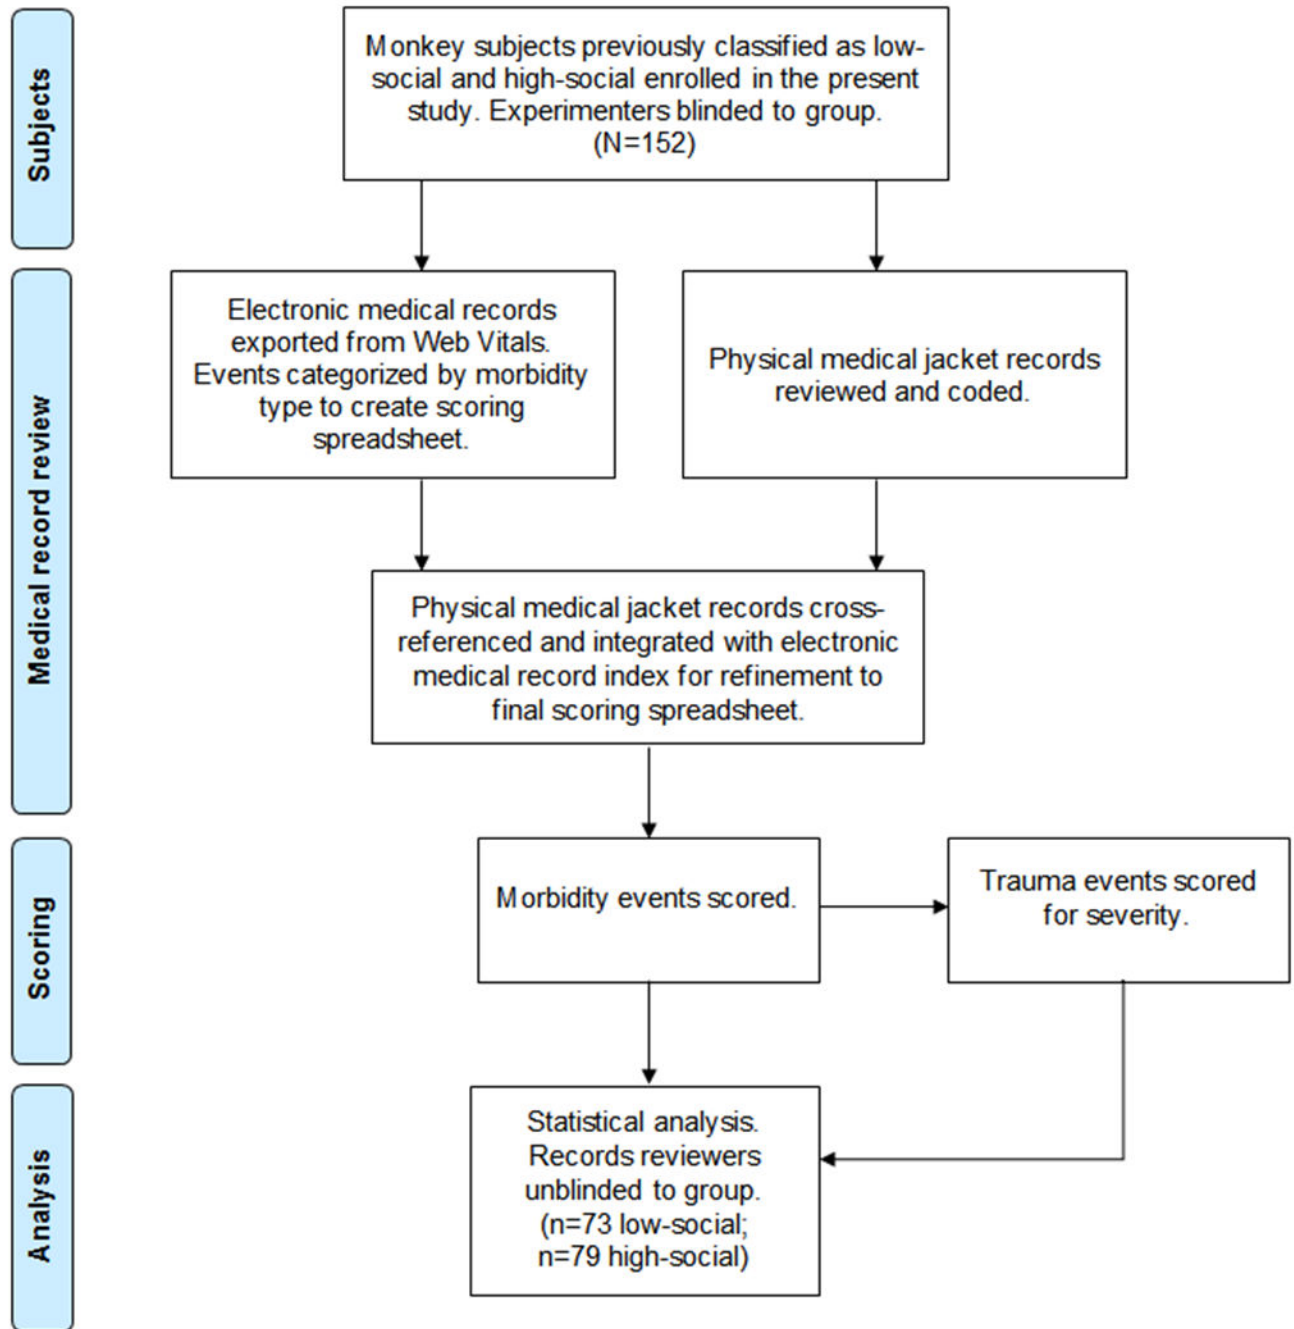 Subjects
Monkey subjects previously classified as low-
social and high-social enrolled in the present
study. Experimenters blinded to group.
(N=152)
Medical record review
Electronic medical records
exported from Web Vitals.
Events categorized by morbidity
type to create scoring
spreadsheet.
Physical medical jacket records
reviewed and coded.
Physical medical jacket records cross-
referenced and integrated with electronic
medical record index for refinement to
final scoring spreadsheet.
Scoring
Morbidity events scored.
Trauma events scored
for severity.
Analysis
Statistical analysis.
Records reviewers
unblinded to group.
(n=73 low-social;
n=79 high-social)